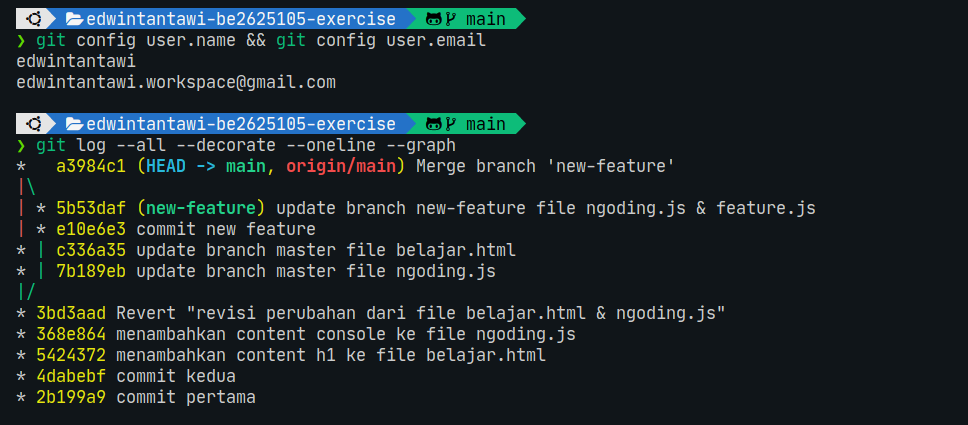 edwintantawi-be2625105-exercise main
❯ git config user.name && git config user.email
edwintantawi
edwintantawi.workspace@gmail.com
edwintantawi-be2625105-exercise main
❯ git log --all --decorate --oneline --graph
*   a3984c1 (HEAD -> main, origin/main) Merge branch 'new-feature'
|\
| * 5b53daf (new-feature) update branch new-feature file ngoding.js & feature.js
| * e10e6e3 commit new feature
* | c336a35 update branch master file belajar.html
* | 7b189eb update branch master file ngoding.js
|/
* 3bd3aad Revert "revisi perubahan dari file belajar.html & ngoding.js"
* 368e864 menambahkan content console ke file ngoding.js
* 5424372 menambahkan content h1 ke file belajar.html
* 4dabebf commit kedua
* 2b199a9 commit pertama